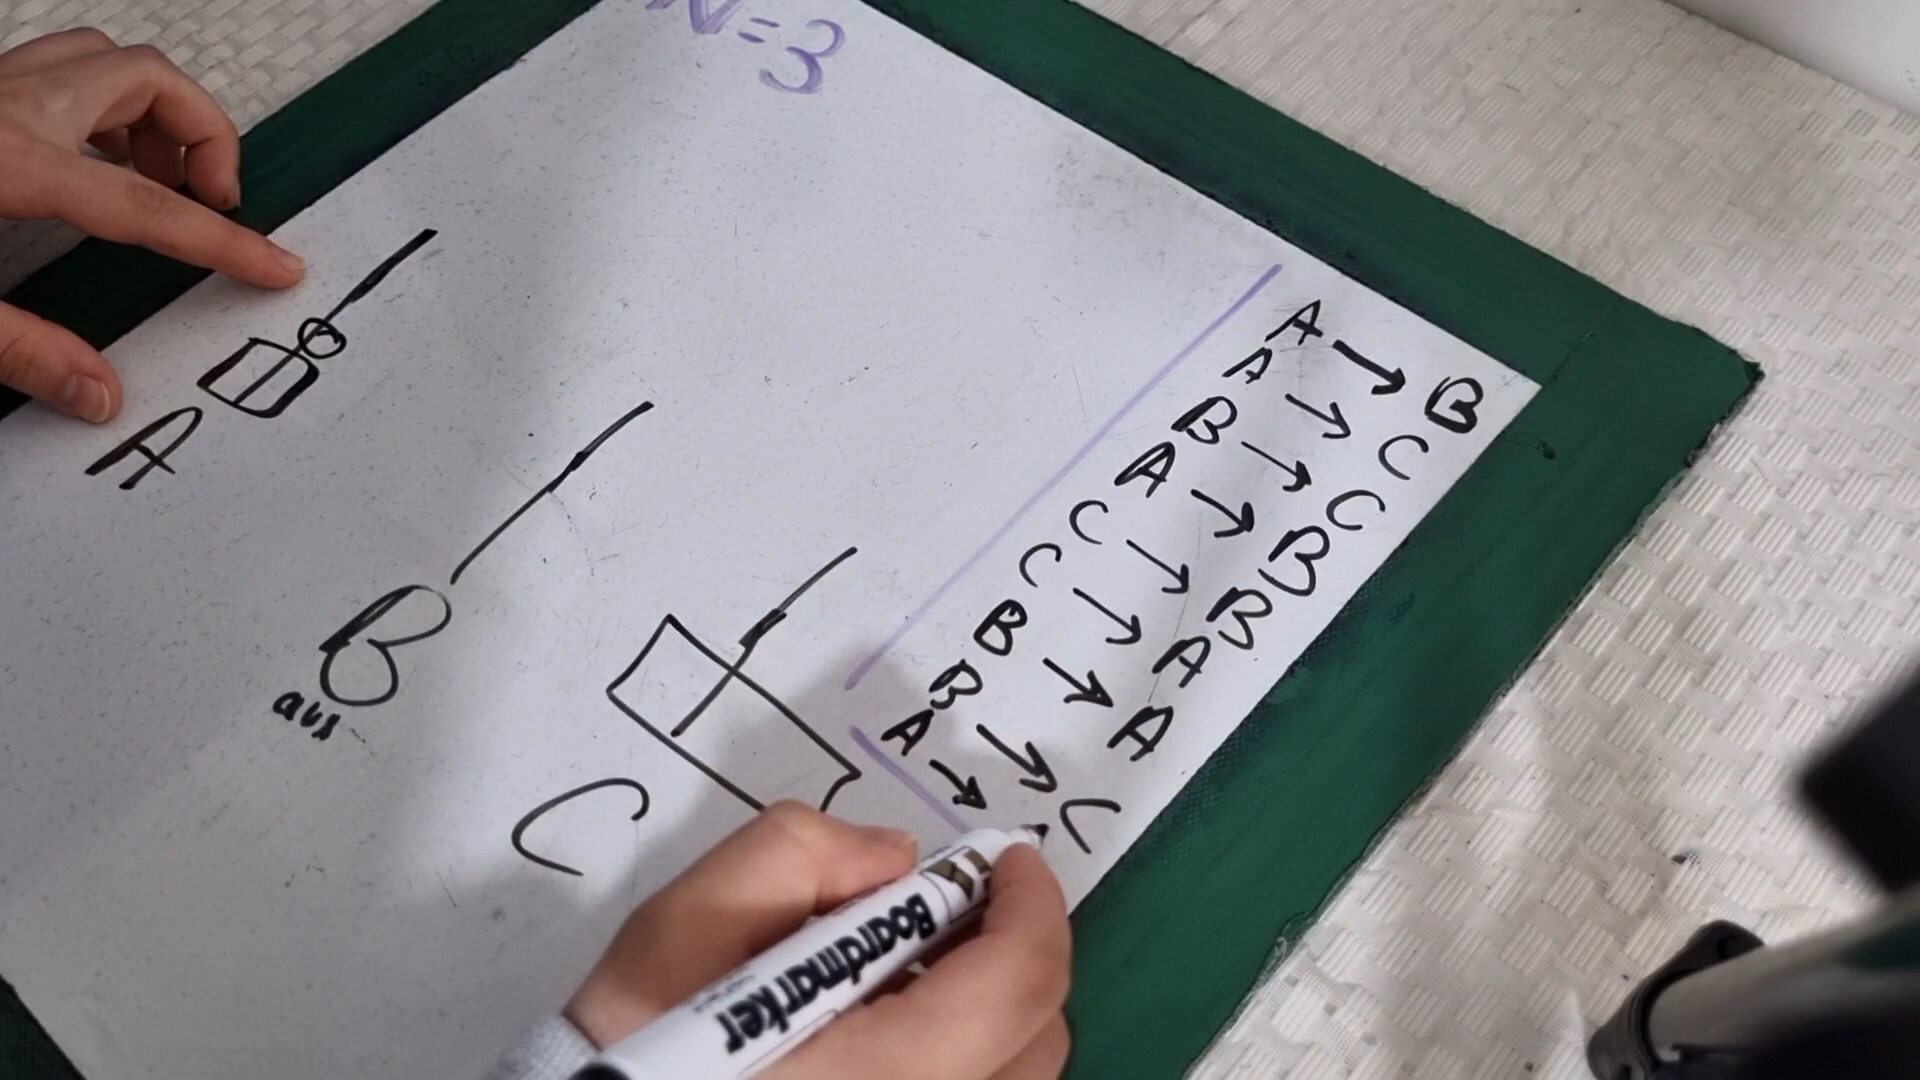 N=3
A → B
A → C
B → C
A → B
C → B
C → A
B → A
B → C
A →
A
B
aus
C
Boardmarker